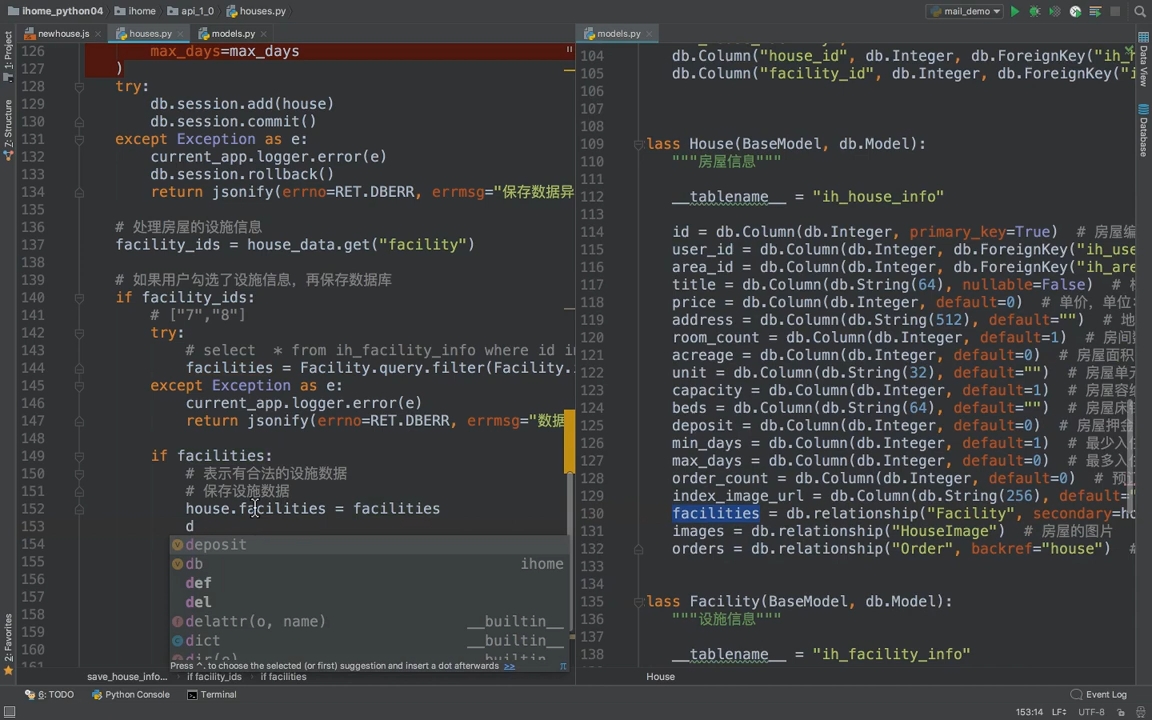 ihome_python04 ihome api_1_0 houses.py mail_demo
newhouse.js houses.py models.py
models.py
1: Project
Z: Structure
2: Favorites
Data View
Database
126 max_days=max_days
127 )
128 try:
129 db.session.add(house)
130 db.session.commit()
131 except Exception as e:
132 current_app.logger.error(e)
133 db.session.rollback()
134 return jsonify(errno=RET.DBERR, errmsg="保存数据异
135
136 # 处理房屋的设施信息
137 facility_ids = house_data.get("facility")
138
139 # 如果用户勾选了设施信息，再保存数据库
140 if facility_ids:
141 # ["7","8"]
142 try:
143 # select  * from ih_facility_info where id i
144 facilities = Facility.query.filter(Facility.
145 except Exception as e:
146 current_app.logger.error(e)
147 return jsonify(errno=RET.DBERR, errmsg="数据
148
149 if facilities:
150 # 表示有合法的设施数据
151 # 保存设施数据
152 house.facilities = facilities
153 d
154
155
156
157
158
159
160
deposit
db ihome
def
del
delattr(o, name) __builtin__
dict __builtin__
dir(o) __builtin__
Press ^. to choose the selected (or first) suggestion and insert a dot afterwards >> π
save_house_info... if facility_ids if facilities
104 db.Column("house_id", db.Integer, db.ForeignKey("ih_h
105 db.Column("facility_id", db.Integer, db.ForeignKey("i
106
107
108
109 class House(BaseModel, db.Model):
110 """房屋信息"""
111
112 __tablename__ = "ih_house_info"
113
114 id = db.Column(db.Integer, primary_key=True)  # 房屋编
115 user_id = db.Column(db.Integer, db.ForeignKey("ih_use
116 area_id = db.Column(db.Integer, db.ForeignKey("ih_are
117 title = db.Column(db.String(64), nullable=False)  #
118 price = db.Column(db.Integer, default=0)  # 单价，单位:
119 address = db.Column(db.String(512), default="")  # 地
120 room_count = db.Column(db.Integer, default=1)  # 房间
121 acreage = db.Column(db.Integer, default=0)  # 房屋面积
122 unit = db.Column(db.String(32), default="")  # 房屋单元
123 capacity = db.Column(db.Integer, default=1)  # 房屋容
124 beds = db.Column(db.String(64), default="")  # 房屋床
125 deposit = db.Column(db.Integer, default=0)  # 房屋押金
126 min_days = db.Column(db.Integer, default=1)  # 最少入
127 max_days = db.Column(db.Integer, default=0)  # 最多入
128 order_count = db.Column(db.Integer, default=0)  # 预
129 index_image_url = db.Column(db.String(256), default="
130 facilities = db.relationship("Facility", secondary=ho
131 images = db.relationship("HouseImage")  # 房屋的图片
132 orders = db.relationship("Order", backref="house")  #
133
134
135 class Facility(BaseModel, db.Model):
136 """设施信息"""
137
138 __tablename__ = "ih_facility_info"
House
6: TODO Python Console Terminal Event Log
153:14 LF UTF-8